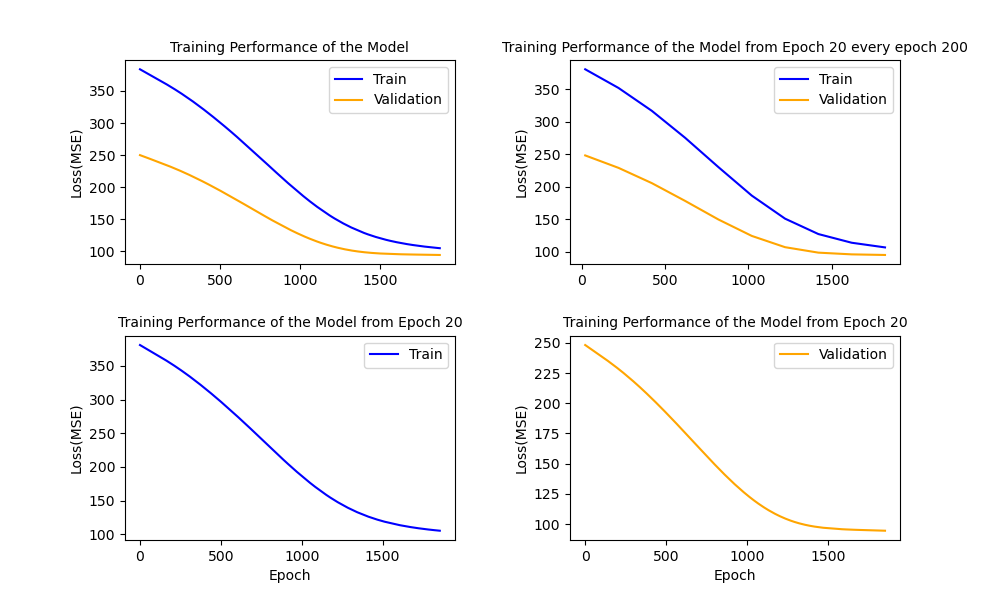 Training Performance of the Model
Loss(MSE)
350
300
250
200
150
100
0 500 1000 1500
Train
Validation
Training Performance of the Model from Epoch 20 every epoch 200
Loss(MSE)
350
300
250
200
150
100
0 500 1000 1500
Train
Validation
Training Performance of the Model from Epoch 20
Loss(MSE)
350
300
250
200
150
100
0 500 1000 1500
Epoch
Train
Training Performance of the Model from Epoch 20
Loss(MSE)
250
225
200
175
150
125
100
0 500 1000 1500
Epoch
Validation